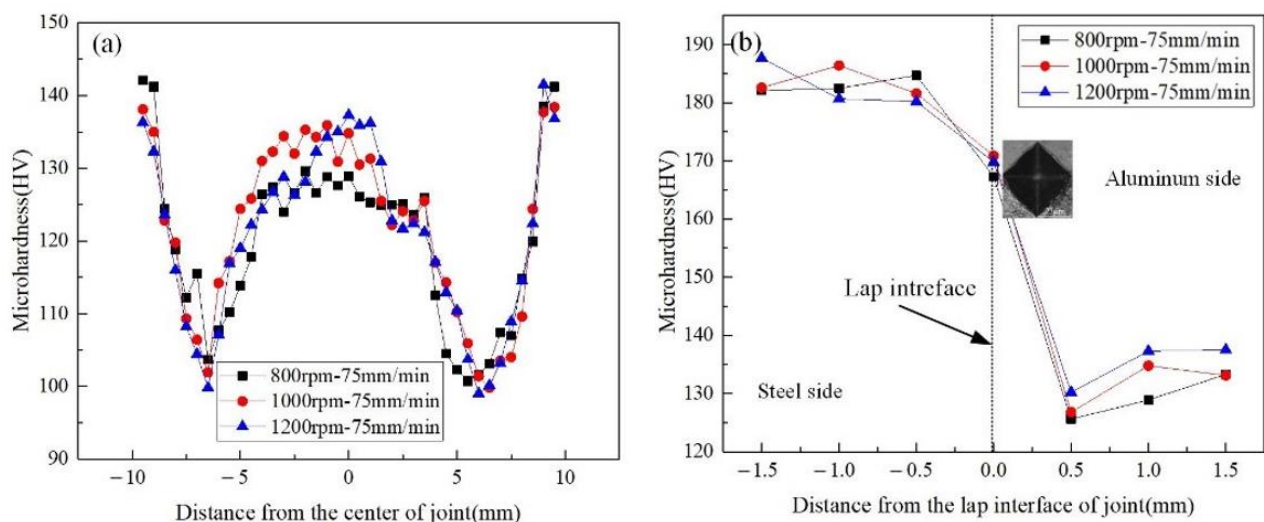 (a)
150
140
130
120
110
100
90
Microhardness(HV)
800rpm-75mm/min
1000rpm-75mm/min
1200rpm-75mm/min
−10
−5
0
5
10
Distance from the center of joint(mm)
(b)
190
180
170
160
150
140
130
120
Microhardness(HV)
800rpm-75mm/min
1000rpm-75mm/min
1200rpm-75mm/min
Aluminum side
Lap intreface
Steel side
−1.5
−1.0
−0.5
0.0
0.5
1.0
1.5
Distance from the lap interface of joint(mm)